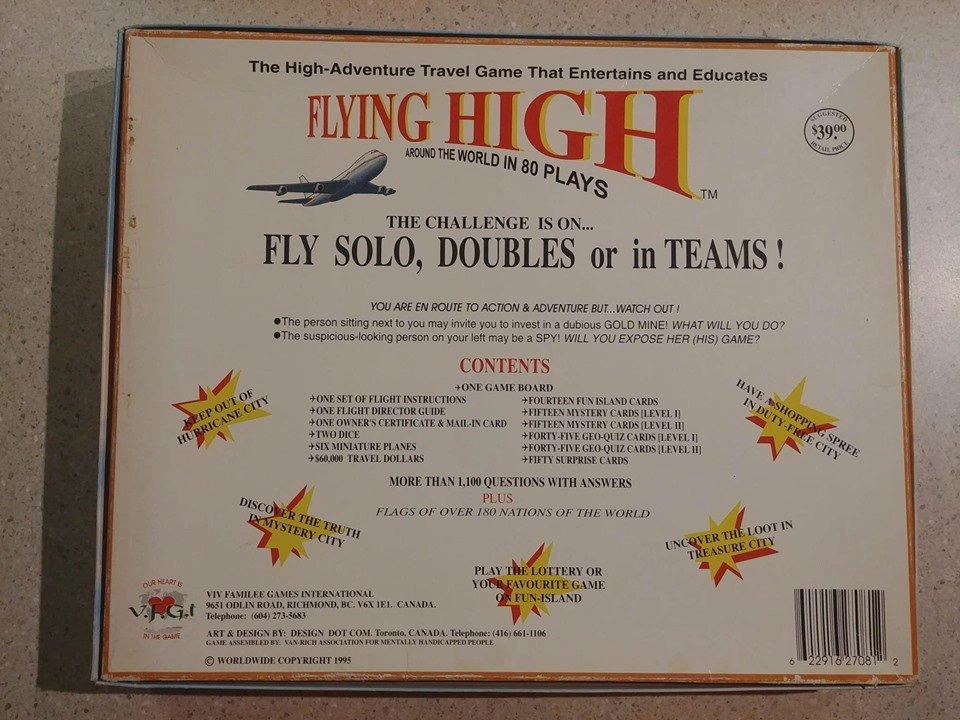 The High-Adventure Travel Game That Entertains and Educates
FLYING HIGH
AROUND THE WORLD IN 80 PLAYS
TM
SUGGESTED
$39.00
RETAIL PRICE
THE CHALLENGE IS ON...
FLY SOLO, DOUBLES or in TEAMS !
YOU ARE EN ROUTE TO ACTION & ADVENTURE BUT...WATCH OUT !
●The person sitting next to you may invite you to invest in a dubious GOLD MINE! WHAT WILL YOU DO?
●The suspicious-looking person on your left may be a SPY! WILL YOU EXPOSE HER (HIS) GAME?
CONTENTS
✈ONE GAME BOARD
✈ONE SET OF FLIGHT INSTRUCTIONS
✈ONE FLIGHT DIRECTOR GUIDE
✈ONE OWNER'S CERTIFICATE & MAIL-IN CARD
✈TWO DICE
✈SIX MINIATURE PLANES
✈$60,000 TRAVEL DOLLARS
✈FOURTEEN FUN ISLAND CARDS
✈FIFTEEN MYSTERY CARDS [LEVEL I]
✈FIFTEEN MYSTERY CARDS [LEVEL II]
✈FORTY-FIVE GEO-QUIZ CARDS [LEVEL I]
✈FORTY-FIVE GEO-QUIZ CARDS [LEVEL II]
✈FIFTY SURPRISE CARDS
KEEP OUT OF
HURRICANE CITY
HAVE A SHOPPING SPREE
IN DUTY-FREE CITY
MORE THAN 1,100 QUESTIONS WITH ANSWERS
PLUS
FLAGS OF OVER 180 NATIONS OF THE WORLD
DISCOVER THE TRUTH
IN MYSTERY CITY
UNCOVER THE LOOT IN
TREASURE CITY
PLAY THE LOTTERY OR
YOUR FAVOURITE GAME
ON FUN-ISLAND
OUR HEART IS
V.F.G.I
IN THE GAME
VIV FAMILEE GAMES INTERNATIONAL
9651 ODLIN ROAD, RICHMOND, BC. V6X 1E1. CANADA.
Telephone: (604) 273-5683
ART & DESIGN BY: DESIGN DOT COM. Toronto, CANADA. Telephone: (416) 661-1106
GAME ASSEMBLED BY: VAN-RICH ASSOCIATION FOR MENTALLY HANDICAPPED PEOPLE
© WORLDWIDE COPYRIGHT 1995
6 22916 27081 2